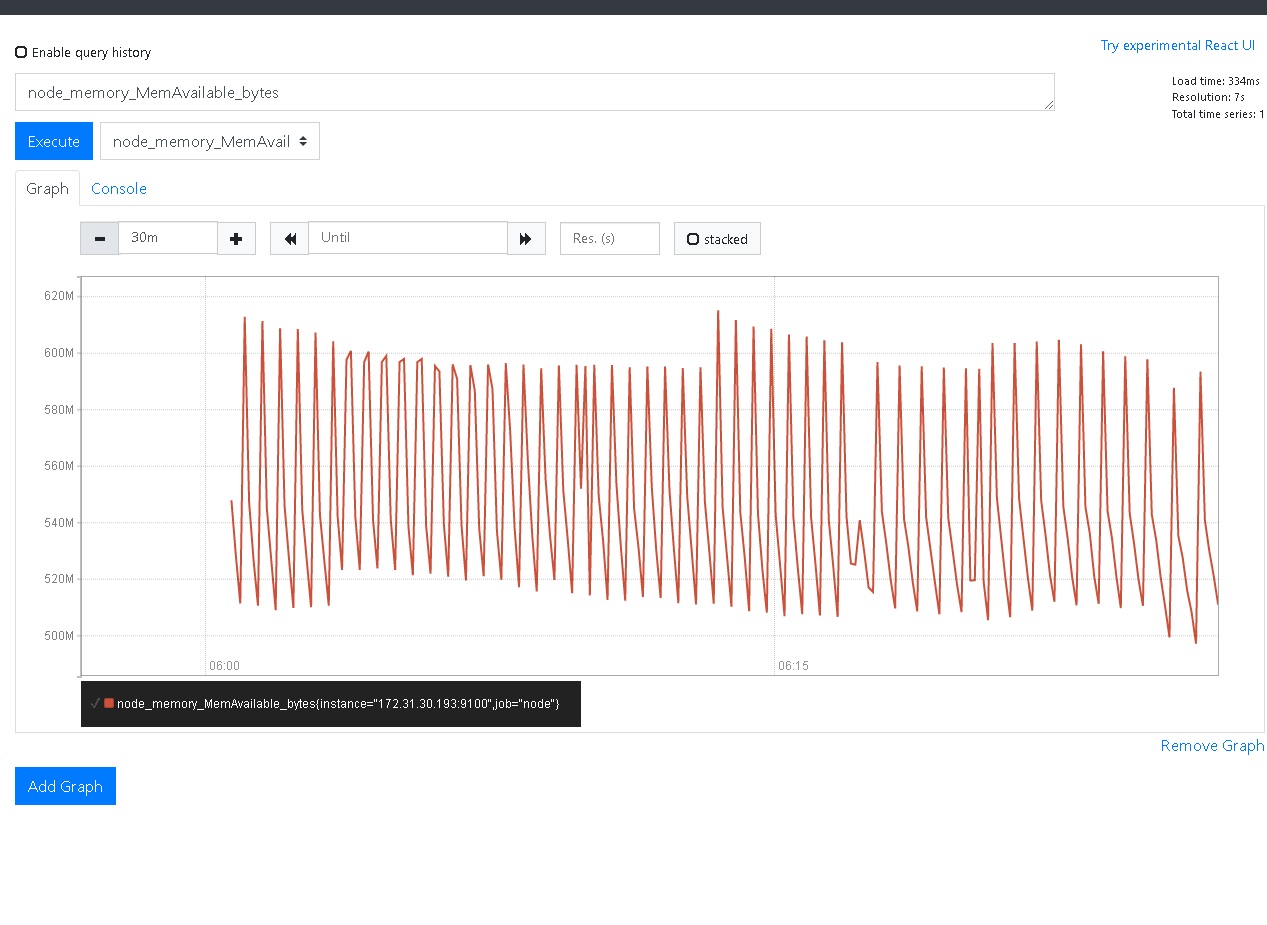 Enable query history
Try experimental React UI
node_memory_MemAvailable_bytes
Load time: 334ms
Resolution: 7s
Total time series: 1
Execute
node_memory_MemAvail
Graph
Console
30m
Until
Res. (s)
stacked
620M
600M
580M
560M
540M
520M
500M
06:00
06:15
node_memory_MemAvailable_bytes{instance="172.31.30.193:9100",job="node"}
Remove Graph
Add Graph